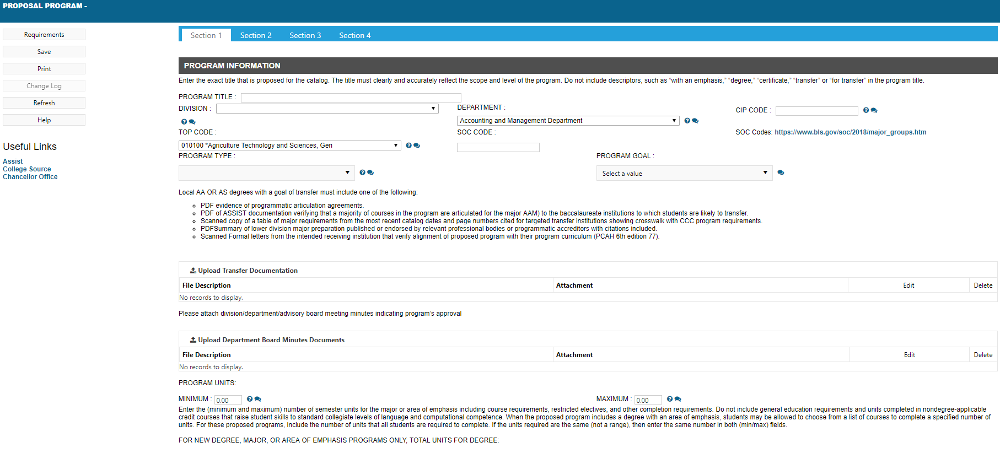 PROPOSAL PROGRAM -
Requirements
Save
Print
Change Log
Refresh
Help
Useful Links
Assist
College Source
Chancellor Office
Section 1
Section 2
Section 3
Section 4
PROGRAM INFORMATION
Enter the exact title that is proposed for the catalog. The title must clearly and accurately reflect the scope and level of the program. Do not include descriptors, such as “with an emphasis,” “degree,” “certificate,” “transfer” or “for transfer” in the program title.
PROGRAM TITLE :
DIVISION :
DEPARTMENT :
Accounting and Management Department
CIP CODE :
TOP CODE :
010100 *Agriculture Technology and Sciences, Gen
SOC CODE :
SOC Codes: https://www.bls.gov/soc/2018/major_groups.htm
PROGRAM TYPE :
PROGRAM GOAL :
Select a value
Local AA OR AS degrees with a goal of transfer must include one of the following:
PDF evidence of programmatic articulation agreements.
PDF of ASSIST documentation verifying that a majority of courses in the program are articulated for the major AAM) to the baccalaureate institutions to which students are likely to transfer.
Scanned copy of a table of major requirements from the most recent catalog dates and page numbers cited for targeted transfer institutions showing crosswalk with CCC program requirements.
PDFSummary of lower division major preparation published or endorsed by relevant professional bodies or programmatic accreditors with citations included.
Scanned Formal letters from the intended receiving institution that verify alignment of proposed program with their program curriculum (PCAH 6th edition 77).
Upload Transfer Documentation
File Description Attachment Edit Delete
No records to display.
Please attach division/department/advisory board meeting minutes indicating program’s approval
Upload Department Board Minutes Documents
File Description Attachment Edit Delete
No records to display.
PROGRAM UNITS:
MINIMUM : 0.00
MAXIMUM : 0.00
Enter the (minimum and maximum) number of semester units for the major or area of emphasis including course requirements, restricted electives, and other completion requirements. Do not include general education requirements and units completed in nondegree-applicable
credit courses that raise student skills to standard collegiate levels of language and computational competence. When the proposed program includes a degree with an area of emphasis, students may be allowed to choose from a list of courses to complete a specified number of
units. For these proposed programs, include the number of units that all students are required to complete. If the units required are the same (not a range), then enter the same number in both (min/max) fields.
FOR NEW DEGREE, MAJOR, OR AREA OF EMPHASIS PROGRAMS ONLY, TOTAL UNITS FOR DEGREE: